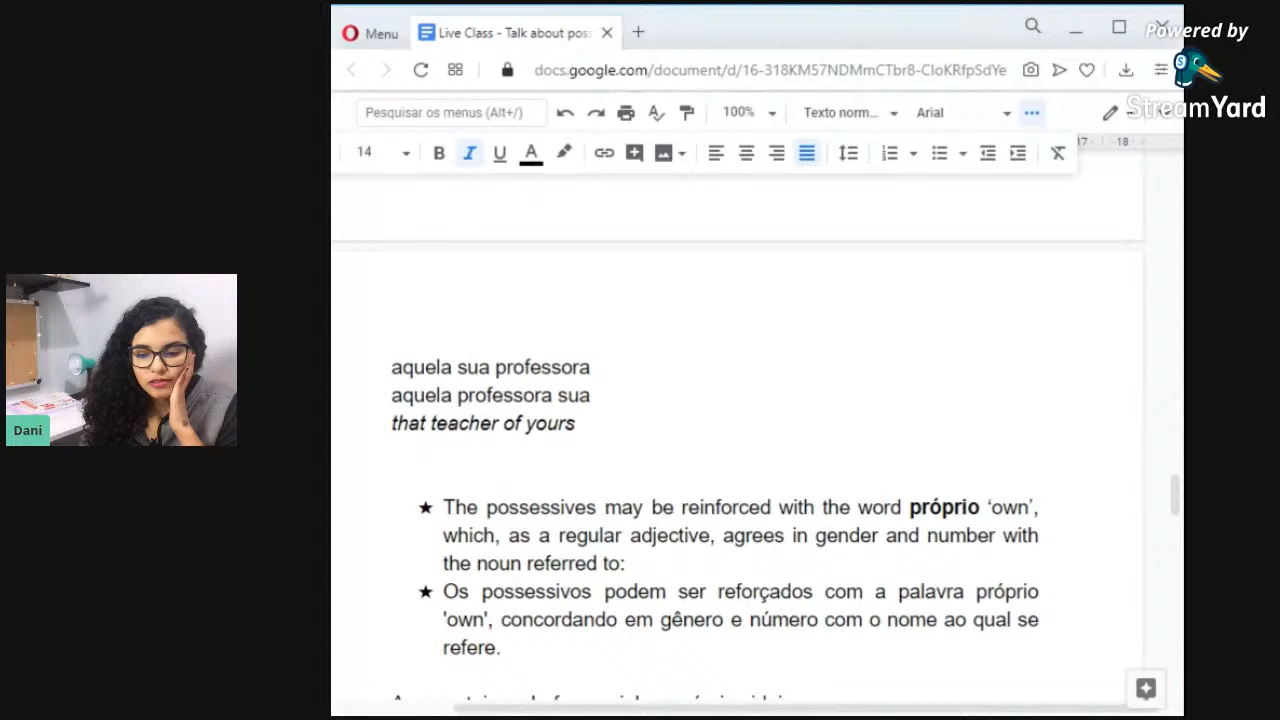 Menu
Live Class - Talk about pos
Powered by
StreamYard
docs.google.com/document/d/16-318KM57NDMmCTbr8-CIoKRfpSdYe
Pesquisar os menus (Alt+/)
100%
Texto norm...
Arial
14
B
I
U
A
17
18
aquela sua professora
aquela professora sua
that teacher of yours
★ The possessives may be reinforced with the word próprio ‘own’,
which, as a regular adjective, agrees in gender and number with
the noun referred to:
★ Os possessivos podem ser reforçados com a palavra próprio
'own', concordando em gênero e número com o nome ao qual se
refere.
Dani